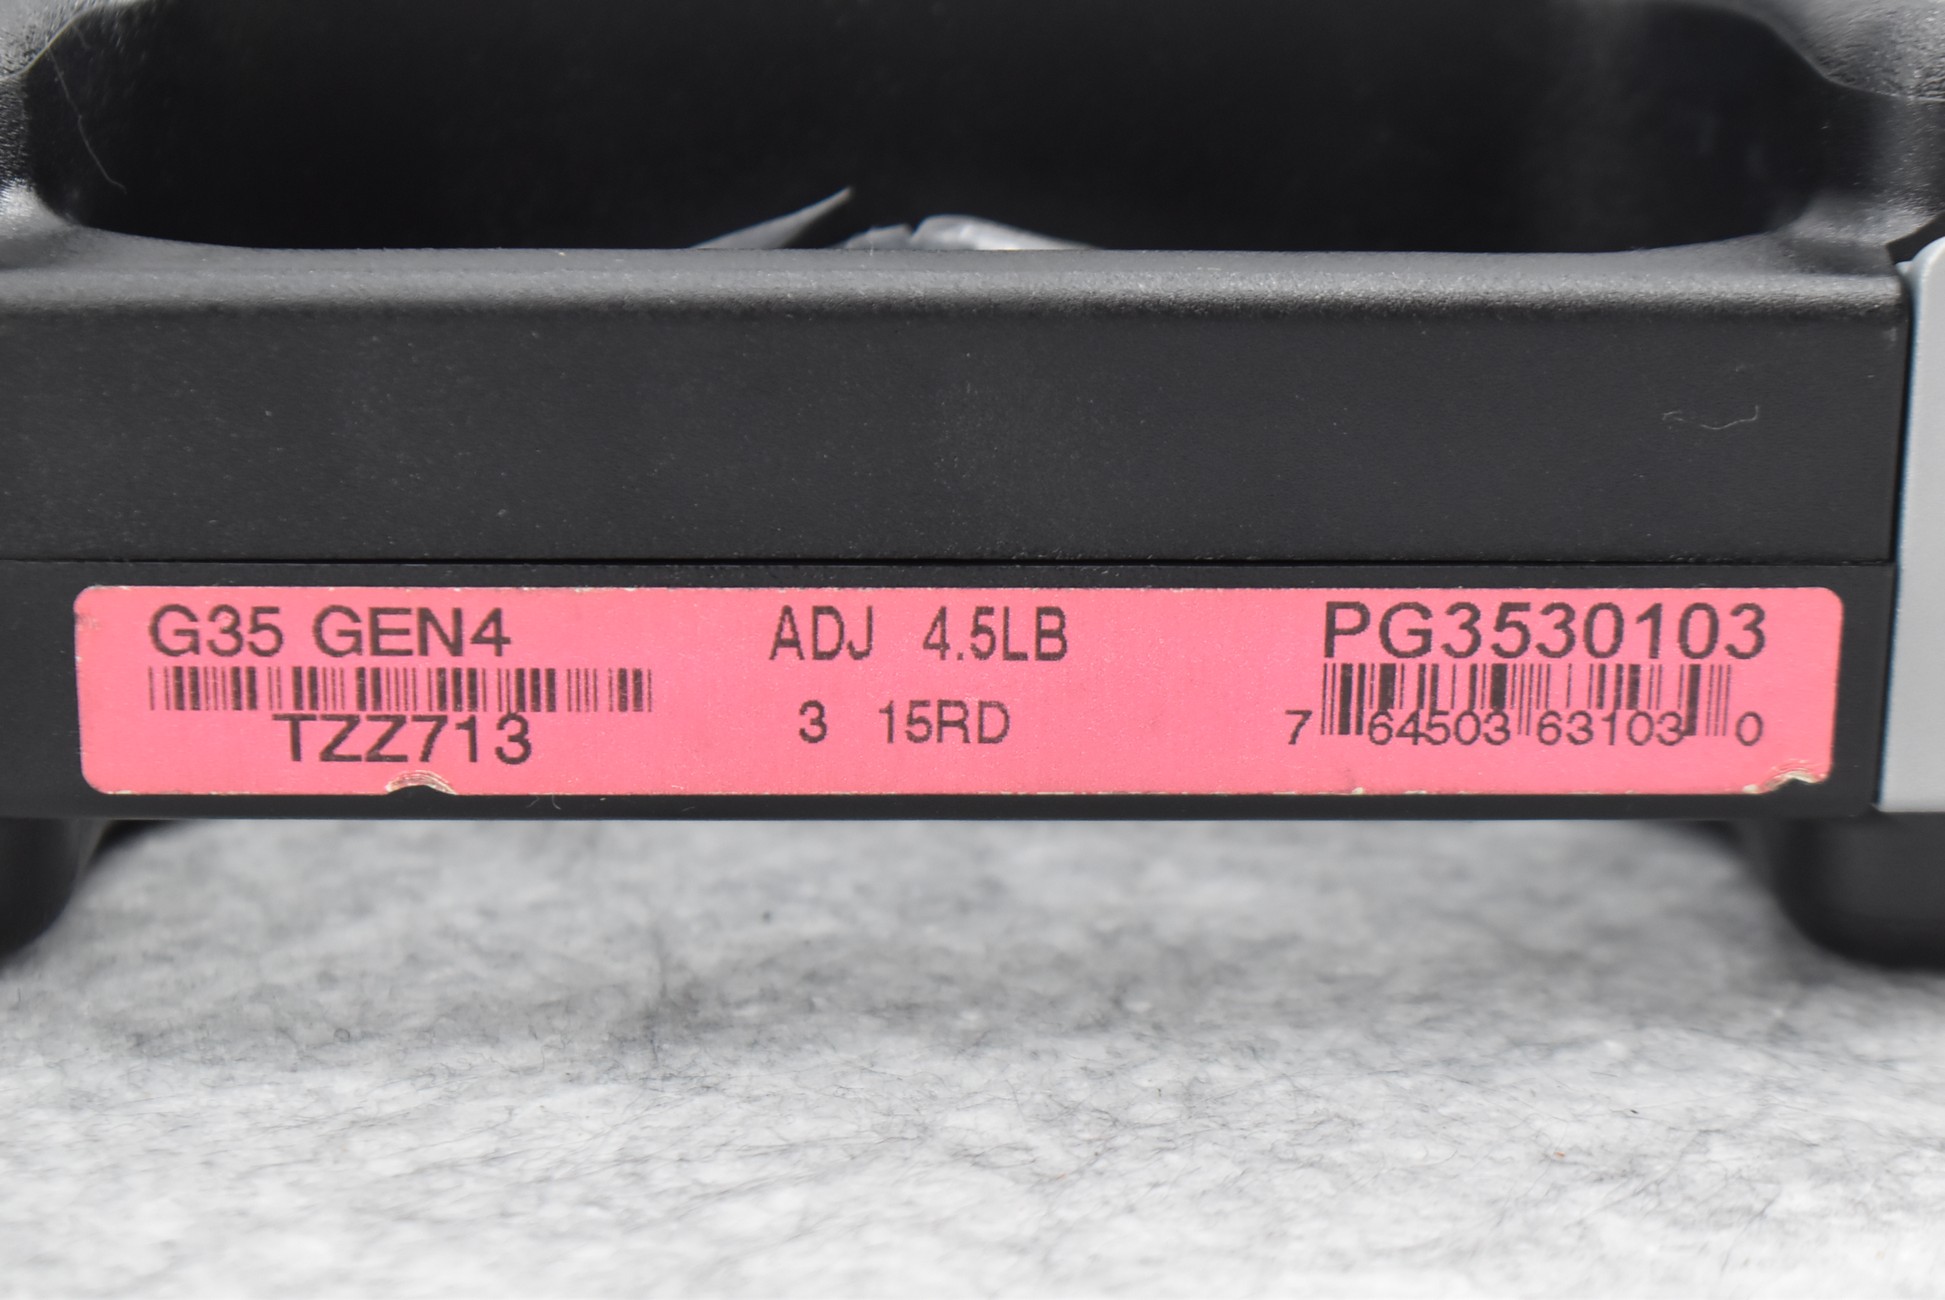 G35 GEN4
TZZ713
ADJ 4.5LB
3 15RD
PG3530103
7 64503 63103 0